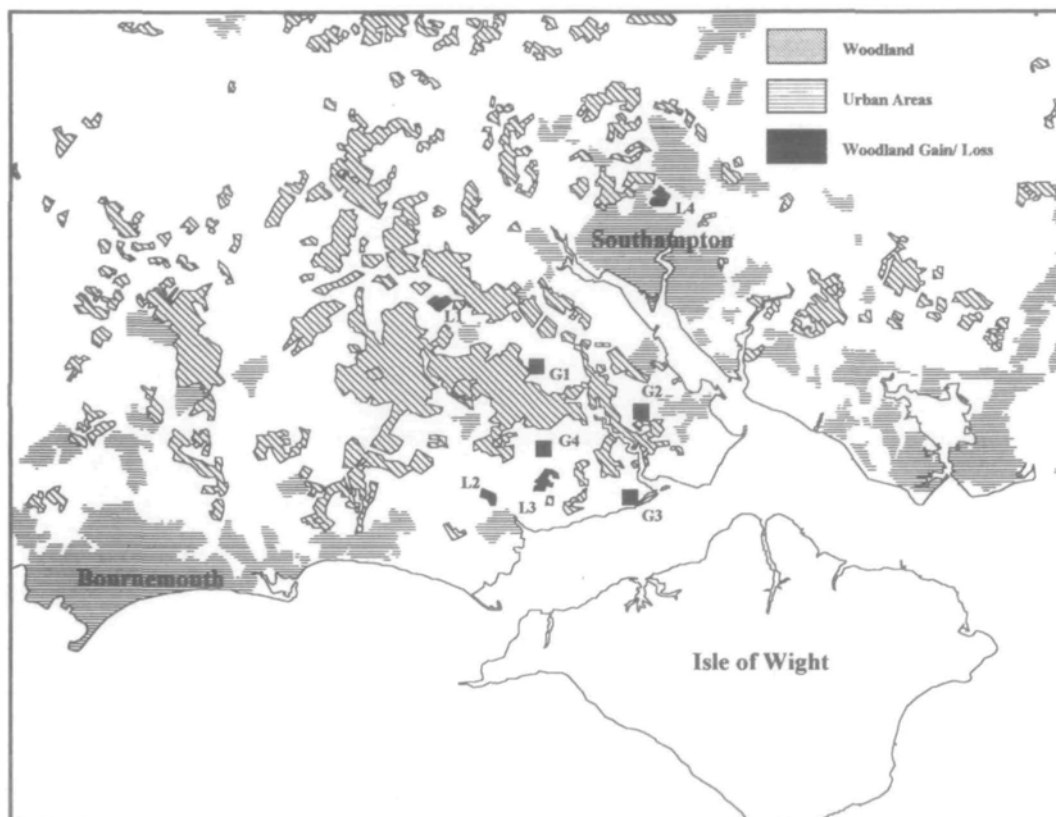 Woodland
Urban Areas
Woodland Gain/ Loss
L4
Southampton
L1
G1
G2
G4
L2
L3
G3
Bournemouth
Isle of Wight